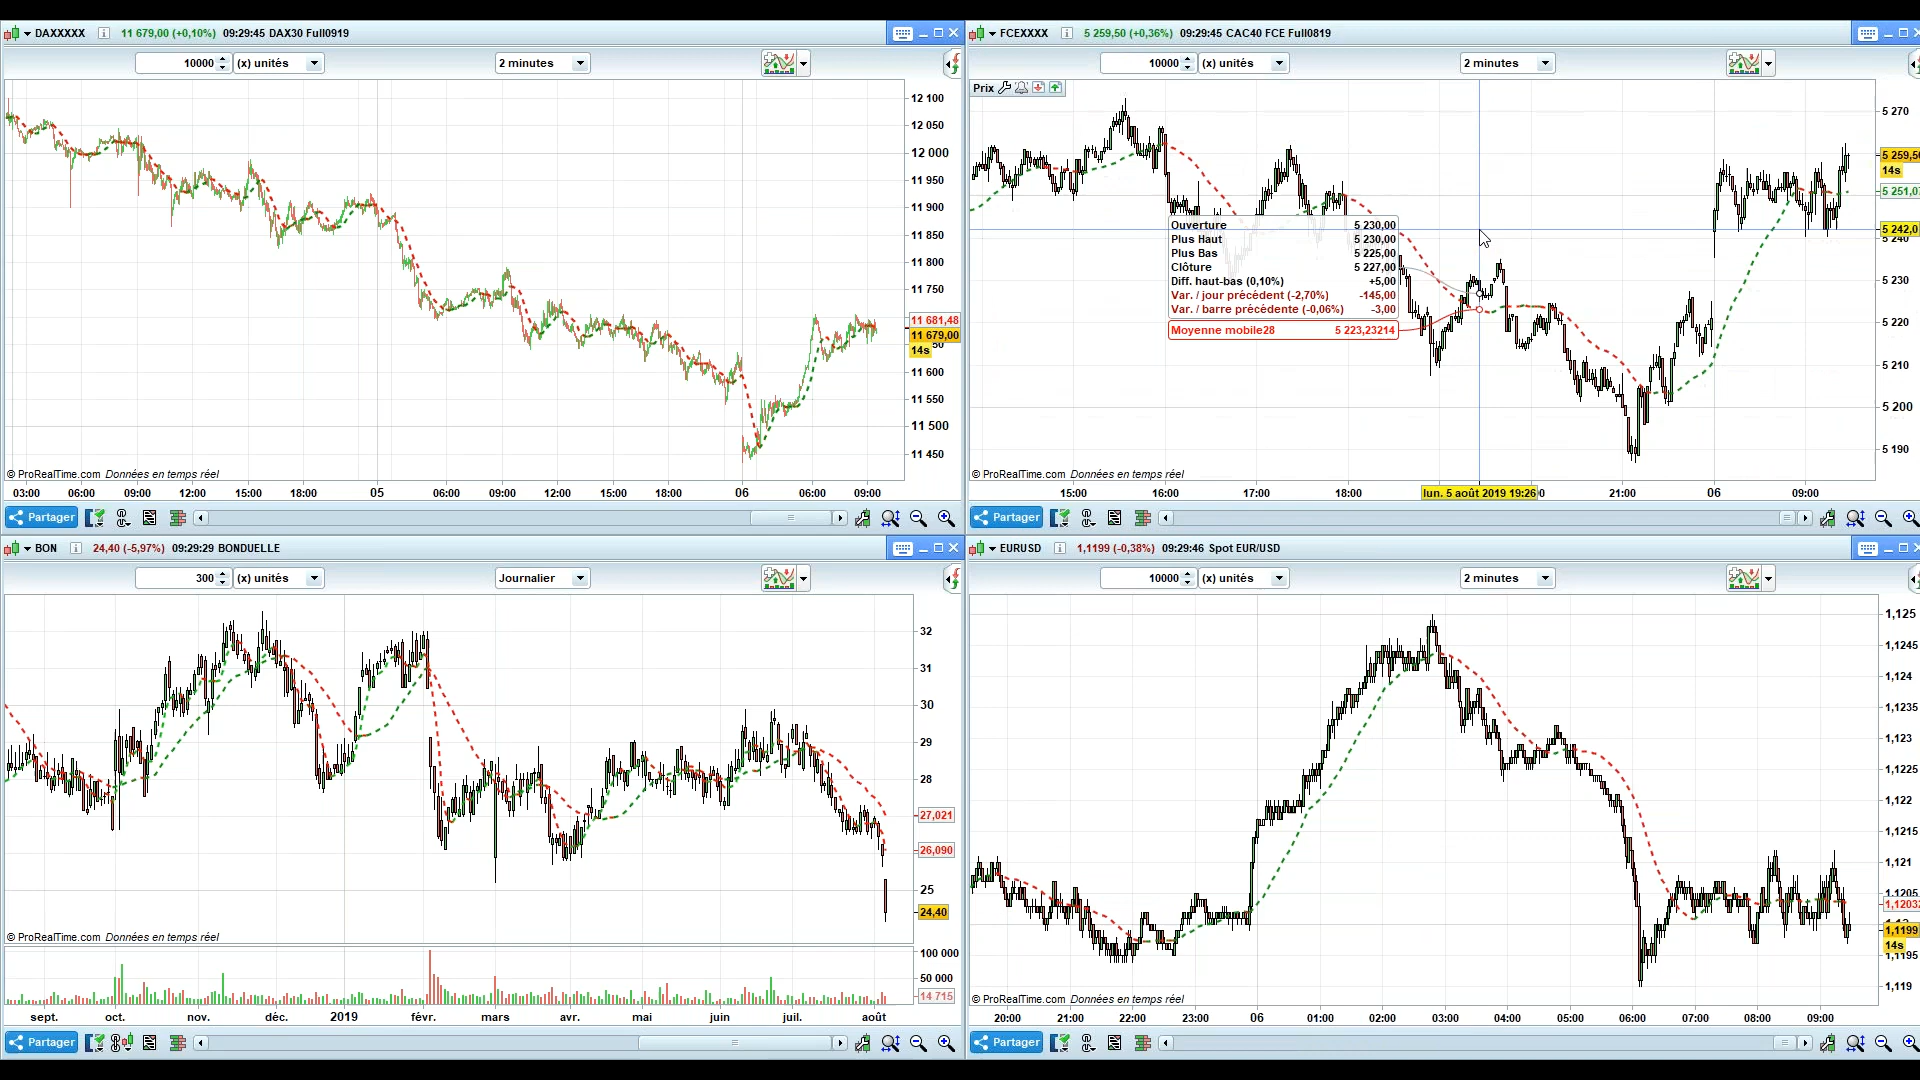 DAXXXXX 11 679,00 (+0,10%) 09:29:45 DAX30 Full0919
10000 (x) unités 2 minutes
12 100
12 050
12 000
11 950
11 900
11 850
11 800
11 750
11 681,48
11 679,00
14s
11 600
11 550
11 500
11 450
© ProRealTime.com Données en temps réel
03:00 06:00 09:00 12:00 15:00 18:00 05 06:00 09:00 12:00 15:00 18:00 06 06:00 09:00
Partager
FCEXXXX 5 259,50 (+0,36%) 09:29:45 CAC40 FCE Full0819
10000 (x) unités 2 minutes
Prix
5 270
5 259,50
14s
5 251,07
5 242,0
5 240
5 230
5 220
5 210
5 200
5 190
Ouverture 5 230,00
Plus Haut 5 230,00
Plus Bas 5 225,00
Clôture 5 227,00
Diff. haut-bas (0,10%) +5,00
Var. / jour précédent (-2,70%) -145,00
Var. / barre précédente (-0,06%) -3,00
Moyenne mobile28 5 223,23214
© ProRealTime.com Données en temps réel
15:00 16:00 17:00 18:00 lun. 5 août 2019 19:26 21:00 06 09:00
Partager
BON 24,40 (-5,97%) 09:29:29 BONDUELLE
300 (x) unités Journalier
32
31
30
29
28
27,021
26,090
25
24,40
© ProRealTime.com Données en temps réel
100 000
50 000
14 715
sept. oct. nov. déc. 2019 févr. mars avr. mai juin juil. août
Partager
EURUSD 1,1199 (-0,38%) 09:29:46 Spot EUR/USD
10000 (x) unités 2 minutes
1,125
1,1245
1,124
1,1235
1,123
1,1225
1,122
1,1215
1,121
1,1205
1,1203
1,1199
14s
1,1195
1,119
© ProRealTime.com Données en temps réel
20:00 21:00 22:00 23:00 06 01:00 02:00 03:00 04:00 05:00 06:00 07:00 08:00 09:00
Partager